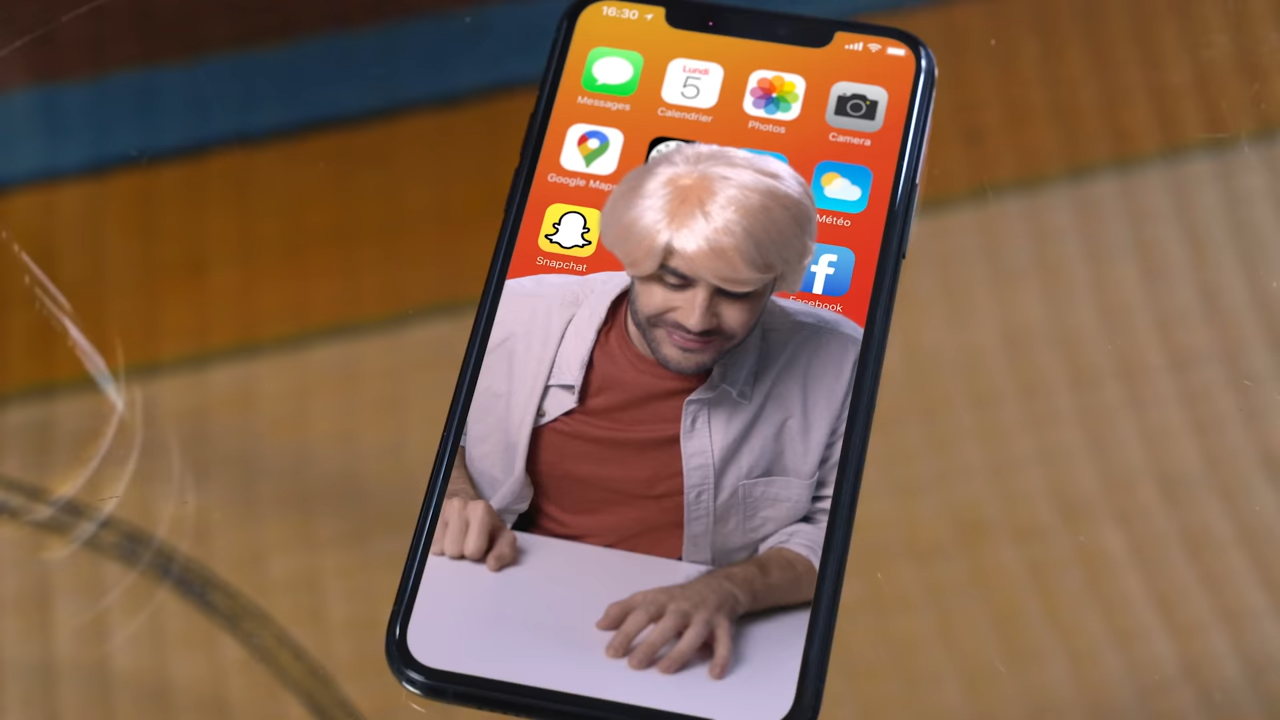 16:30
Messages
Lundi
5
Calendrier
Photos
Camera
Google Maps
Météo
Snapchat
Facebook